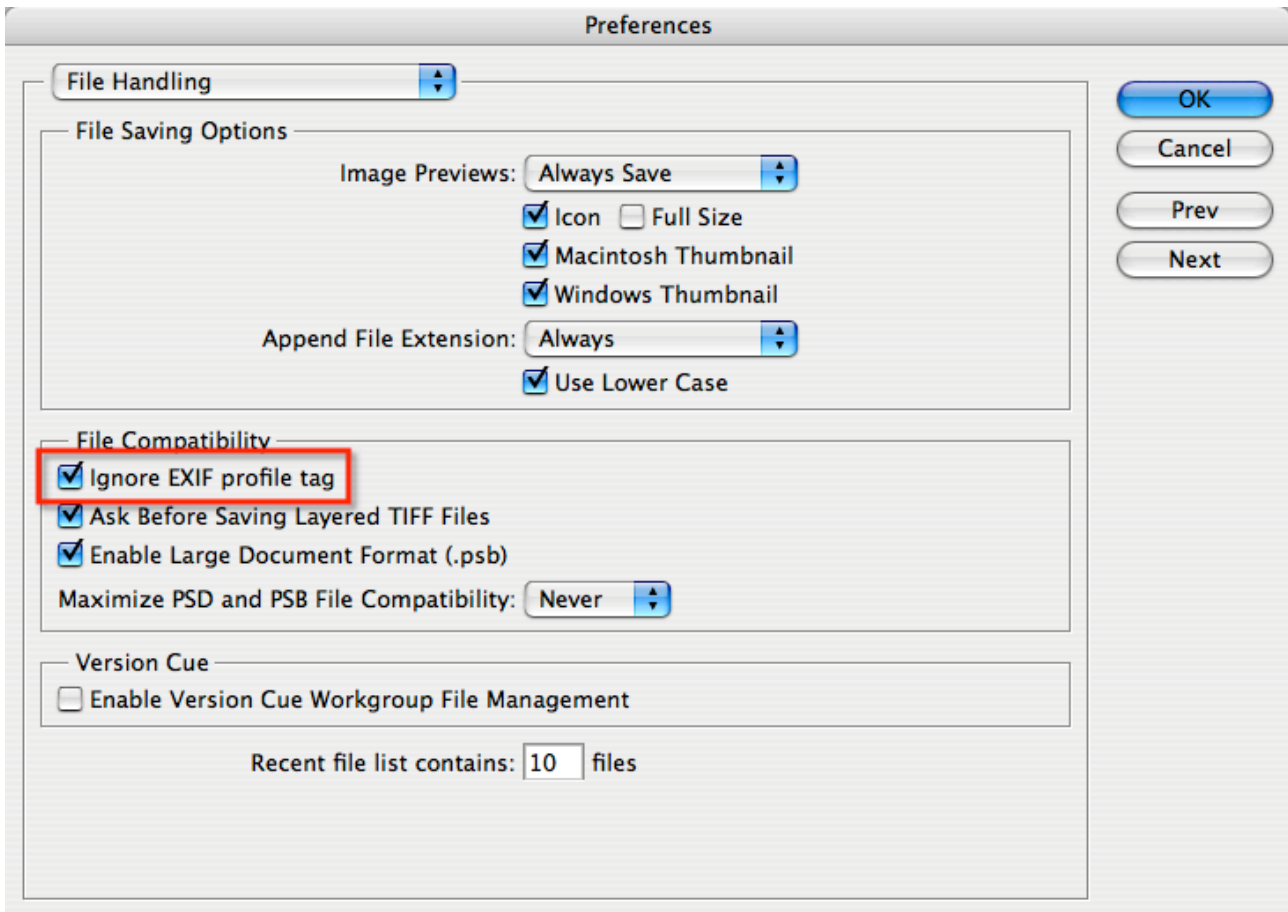 Preferences
File Handling
OK
File Saving Options
Cancel
Image Previews: Always Save
Icon Full Size
Prev
Macintosh Thumbnail
Next
Windows Thumbnail
Append File Extension: Always
Use Lower Case
File Compatibility
Ignore EXIF profile tag
Ask Before Saving Layered TIFF Files
Enable Large Document Format (.psb)
Maximize PSD and PSB File Compatibility: Never
Version Cue
Enable Version Cue Workgroup File Management
Recent file list contains: 10 files